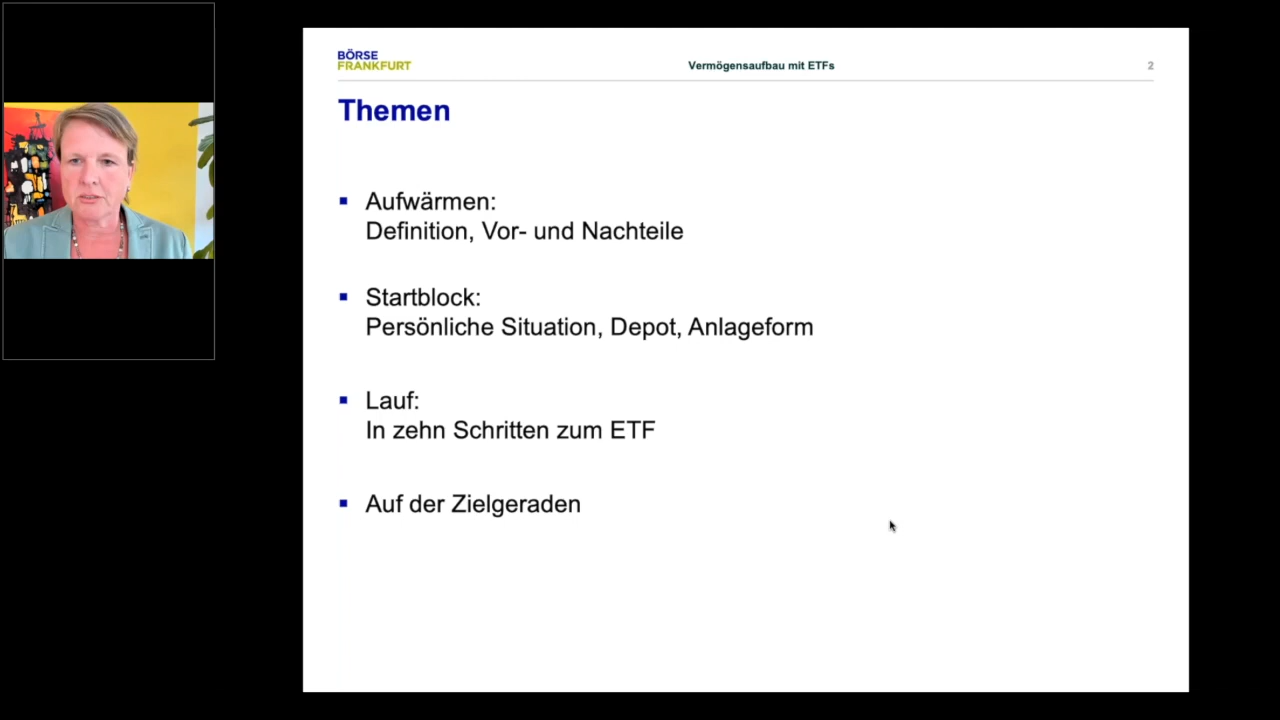 BÖRSE
FRANKFURT
Vermögensaufbau mit ETFs
2
Themen
Aufwärmen:
Definition, Vor- und Nachteile
Startblock:
Persönliche Situation, Depot, Anlageform
Lauf:
In zehn Schritten zum ETF
Auf der Zielgeraden